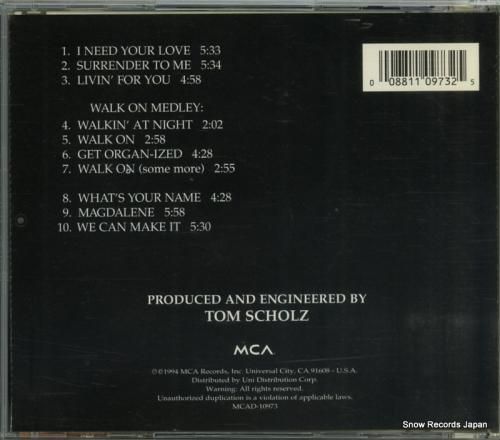 1. I NEED YOUR LOVE 5:33
2. SURRENDER TO ME 5:34
3. LIVIN' FOR YOU 4:58
WALK ON MEDLEY:
4. WALKIN' AT NIGHT 2:02
5. WALK ON 2:58
6. GET ORGAN-IZED 4:28
7. WALK ON (some more) 2:55
8. WHAT'S YOUR NAME 4:28
9. MAGDALENE 5:58
10. WE CAN MAKE IT 5:30
0 08811 09732 5
PRODUCED AND ENGINEERED BY
TOM SCHOLZ
MCA
℗©1994 MCA Records, Inc. Universal City, CA 91608 - U.S.A.
Distributed by Uni Distribution Corp.
Warning: All rights reserved.
Unauthorized duplication is a violation of applicable laws.
MCAD-10973
Snow Records Japan